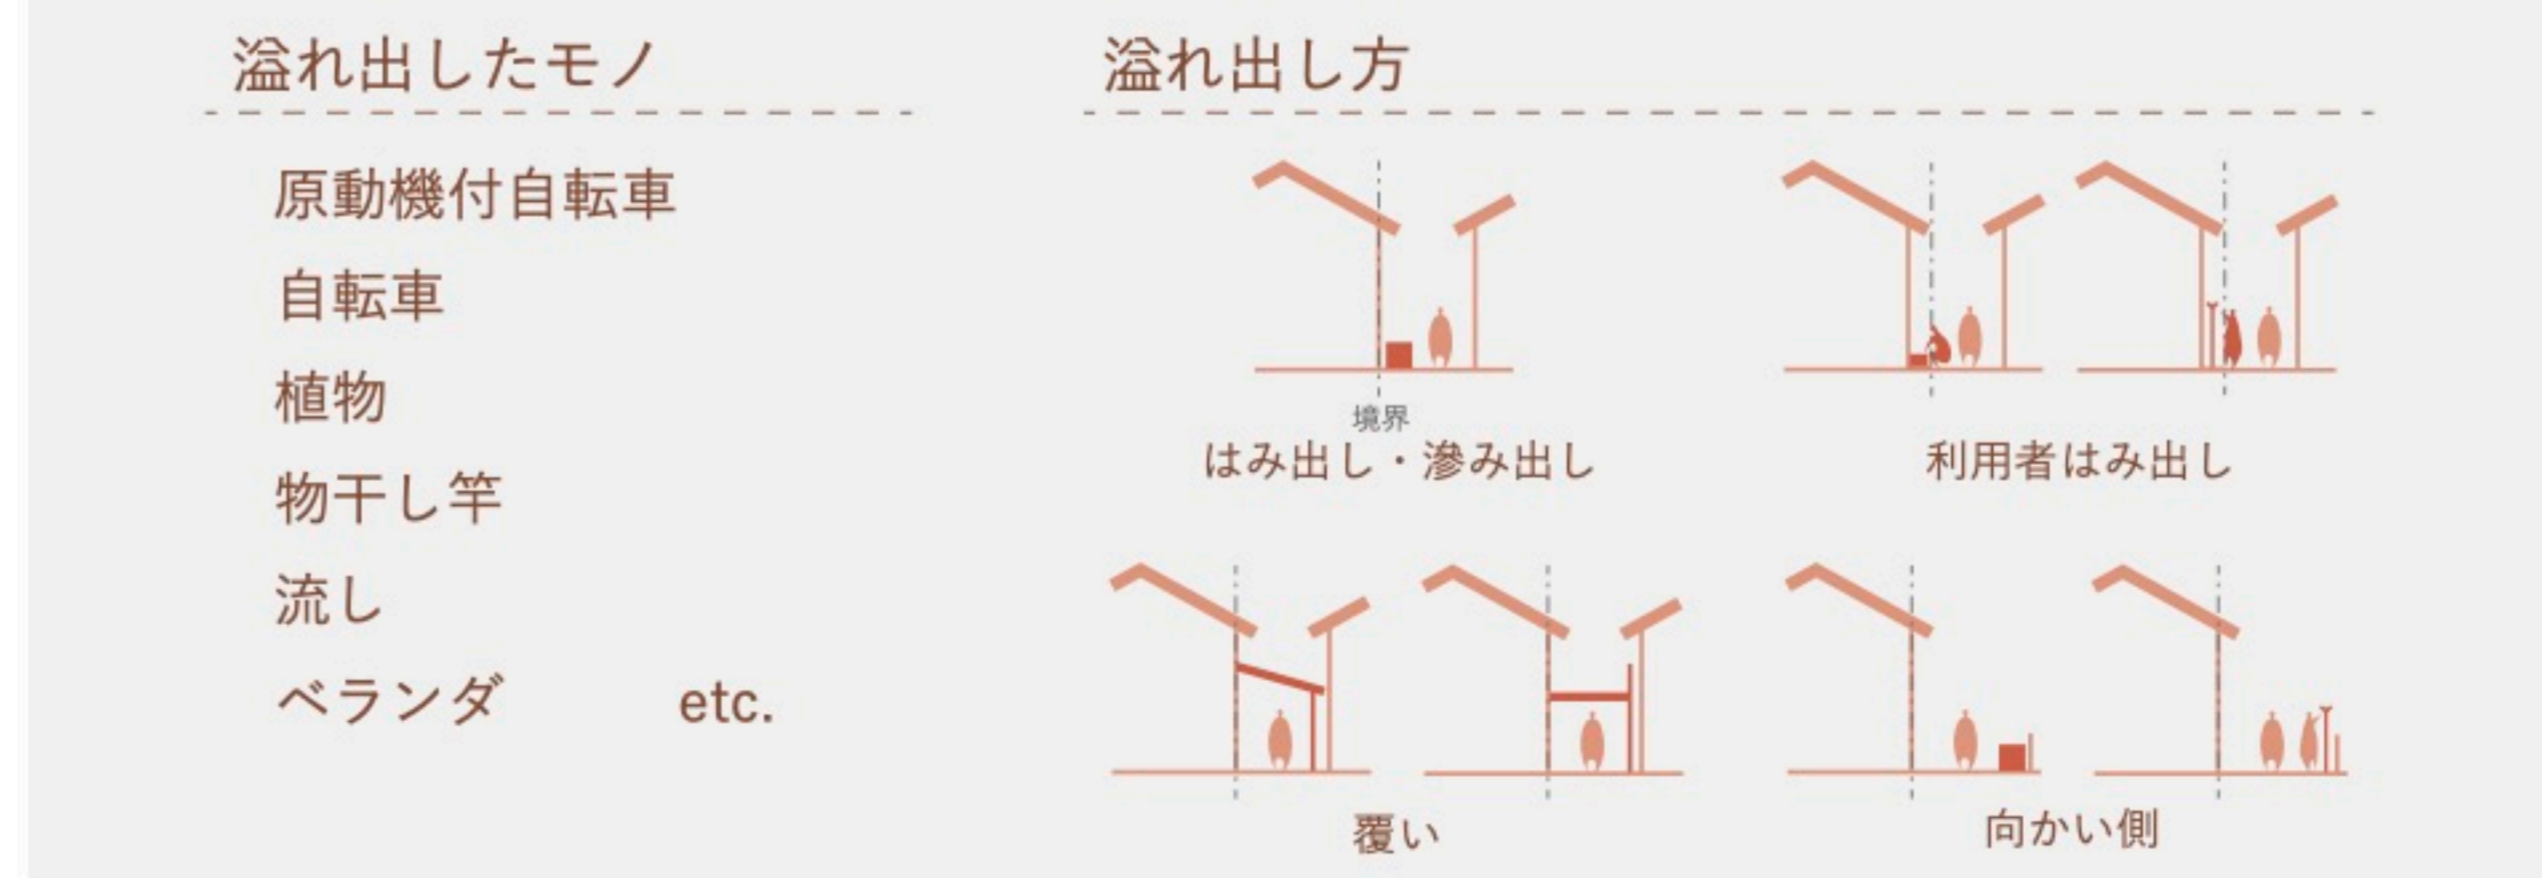 溢れ出したモノ
原動機付自転車
自転車
植物
物干し竿
流し
ベランダ etc.
溢れ出し方
境界
はみ出し・滲み出し
利用者はみ出し
覆い
向かい側